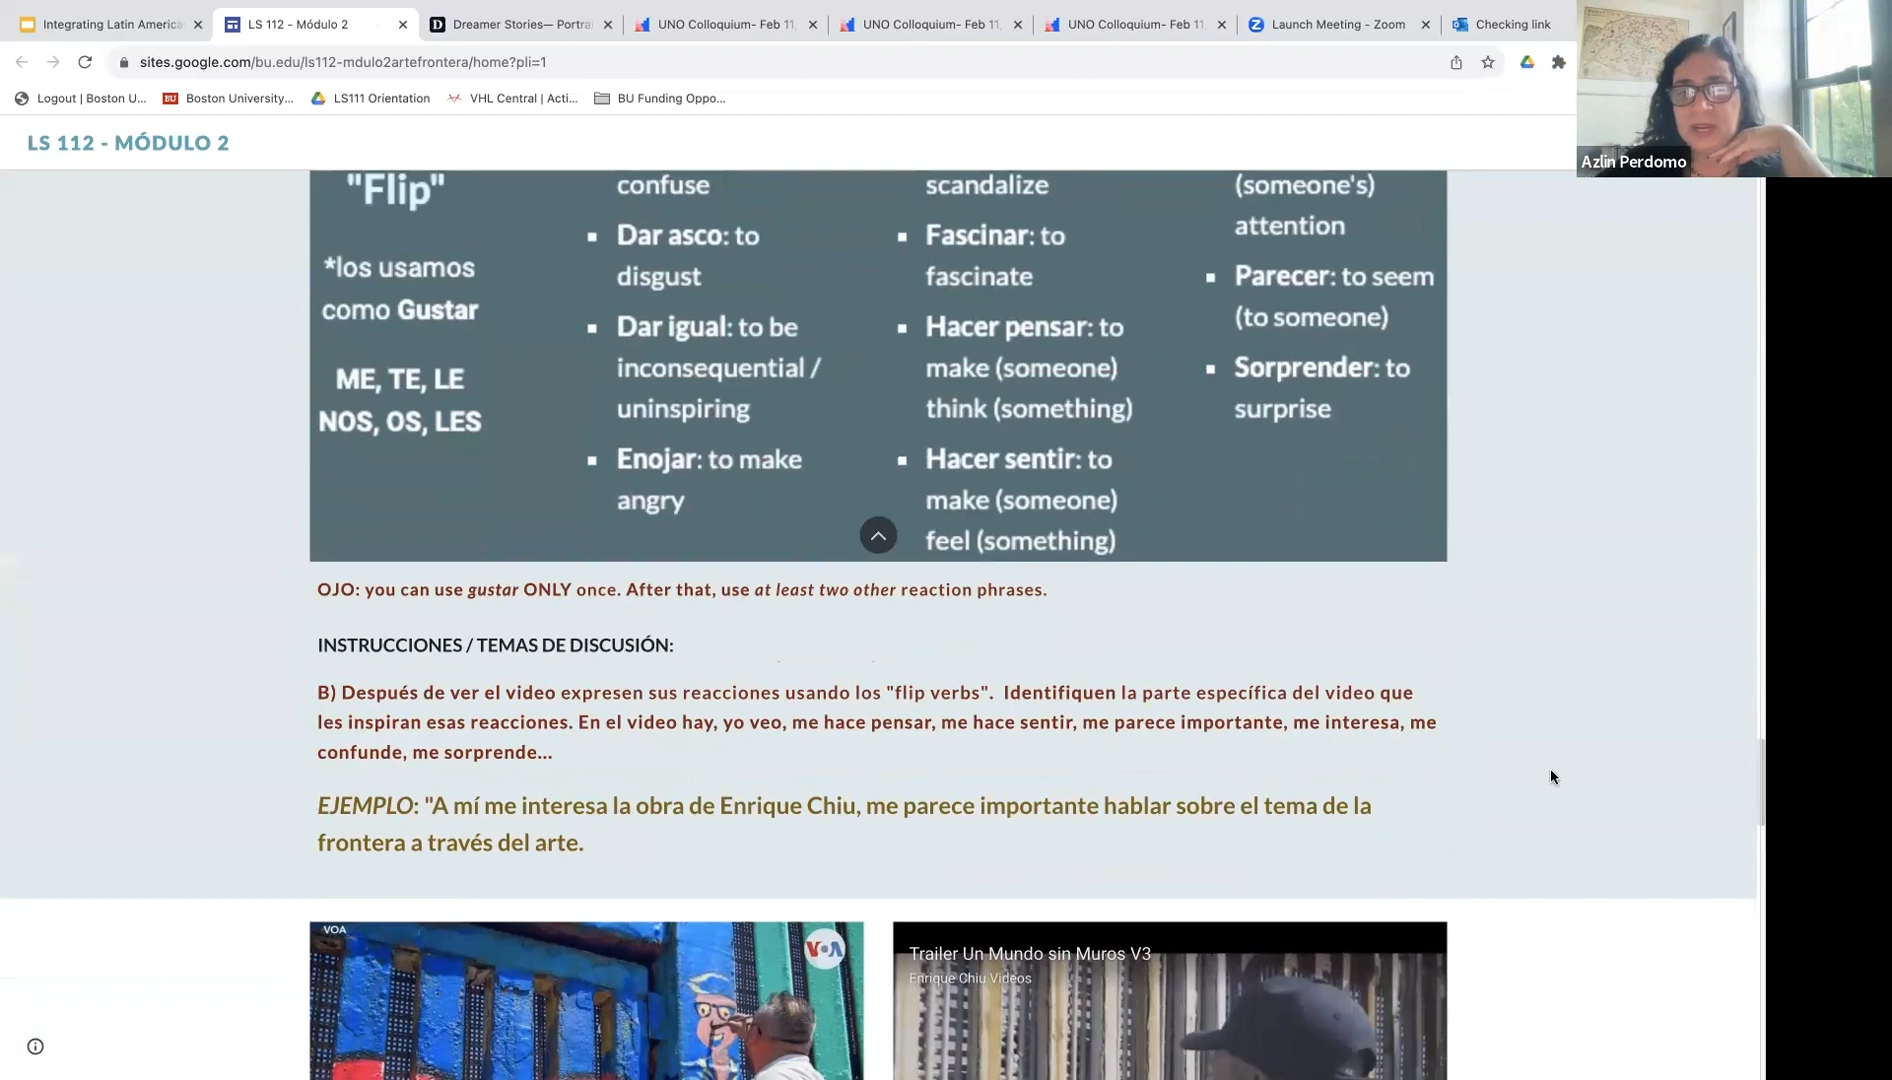 Integrating Latin America
LS 112 - Módulo 2
Dreamer Stories— Portra
UNO Colloquium- Feb 11,
UNO Colloquium- Feb 11,
UNO Colloquium- Feb 11,
Launch Meeting - Zoom
Checking link
sites.google.com/bu.edu/ls112-mdulo2artefrontera/home?pli=1
Logout | Boston U...
BU
Boston University...
LS111 Orientation
VHL Central | Acti...
BU Funding Oppo...
LS 112 - MÓDULO 2
Azlin Perdomo
"Flip"
*los usamos
como Gustar
ME, TE, LE
NOS, OS, LES
confuse
Dar asco: to
disgust
Dar igual: to be
inconsequential /
uninspiring
Enojar: to make
angry
scandalize
Fascinar: to
fascinate
Hacer pensar: to
make (someone)
think (something)
Hacer sentir: to
make (someone)
feel (something)
(someone's)
attention
Parecer: to seem
(to someone)
Sorprender: to
surprise
OJO: you can use gustar ONLY once. After that, use at least two other reaction phrases.
INSTRUCCIONES / TEMAS DE DISCUSIÓN:
B) Después de ver el video expresen sus reacciones usando los "flip verbs". Identifiquen la parte específica del video que
les inspiran esas reacciones. En el video hay, yo veo, me hace pensar, me hace sentir, me parece importante, me interesa, me
confunde, me sorprende...
EJEMPLO: "A mí me interesa la obra de Enrique Chiu, me parece importante hablar sobre el tema de la
frontera a través del arte.
VOA
VOA
Trailer Un Mundo sin Muros V3
Enrique Chiu Videos